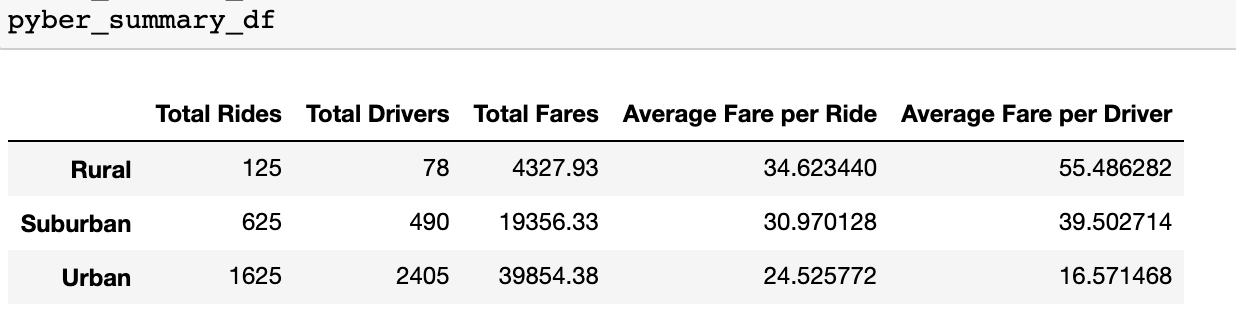 pyber_summary_df
Total Rides Total Drivers Total Fares Average Fare per Ride Average Fare per Driver
Rural 125 78 4327.93 34.623440 55.486282
Suburban 625 490 19356.33 30.970128 39.502714
Urban 1625 2405 39854.38 24.525772 16.571468